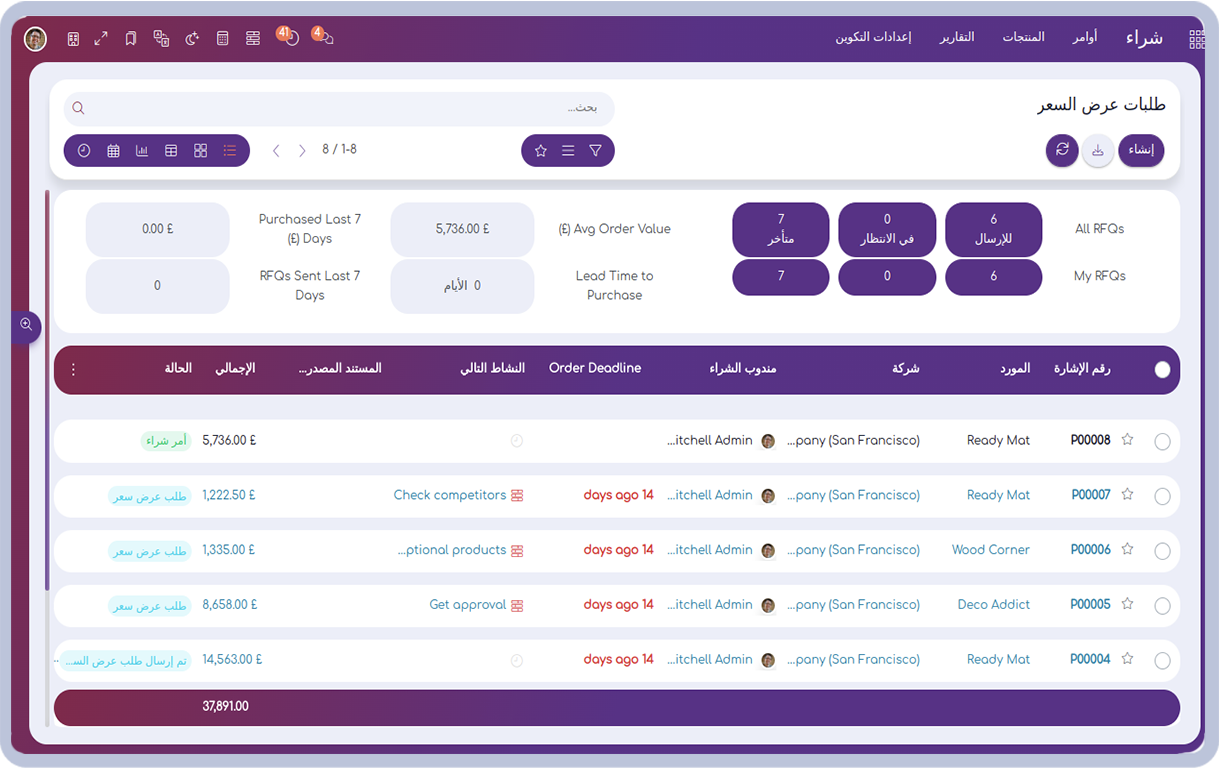 شراء أوامر المنتجات التقارير إعدادات التكوين 4 41
طلبات عرض السعر
بحث...
إنشاء
8 / 1-8
All RFQs 6 للإرسال 0 في الانتظار 7 متأخر
My RFQs 6 0 7
(£) Avg Order Value 5,736.00 £
Lead Time to Purchase 0 الأيام
Purchased Last 7 (£) Days 0.00 £
RFQs Sent Last 7 Days 0
رقم الإشارة المورد شركة مندوب الشراء Order Deadline النشاط التالي المستند المصدر... الحالة الإجمالي
P00008 Ready Mat ...pany (San Francisco) ...itchell Admin 5,736.00 £ أمر شراء
P00007 Ready Mat ...pany (San Francisco) ...itchell Admin days ago 14 Check competitors 1,222.50 £ طلب عرض سعر
P00006 Wood Corner ...pany (San Francisco) ...itchell Admin days ago 14 ...ptional products 1,335.00 £ طلب عرض سعر
P00005 Deco Addict ...pany (San Francisco) ...itchell Admin days ago 14 Get approval 8,658.00 £ طلب عرض سعر
P00004 Ready Mat ...pany (San Francisco) ...itchell Admin days ago 14 14,563.00 £ تم إرسال طلب عرض الس...
37,891.00